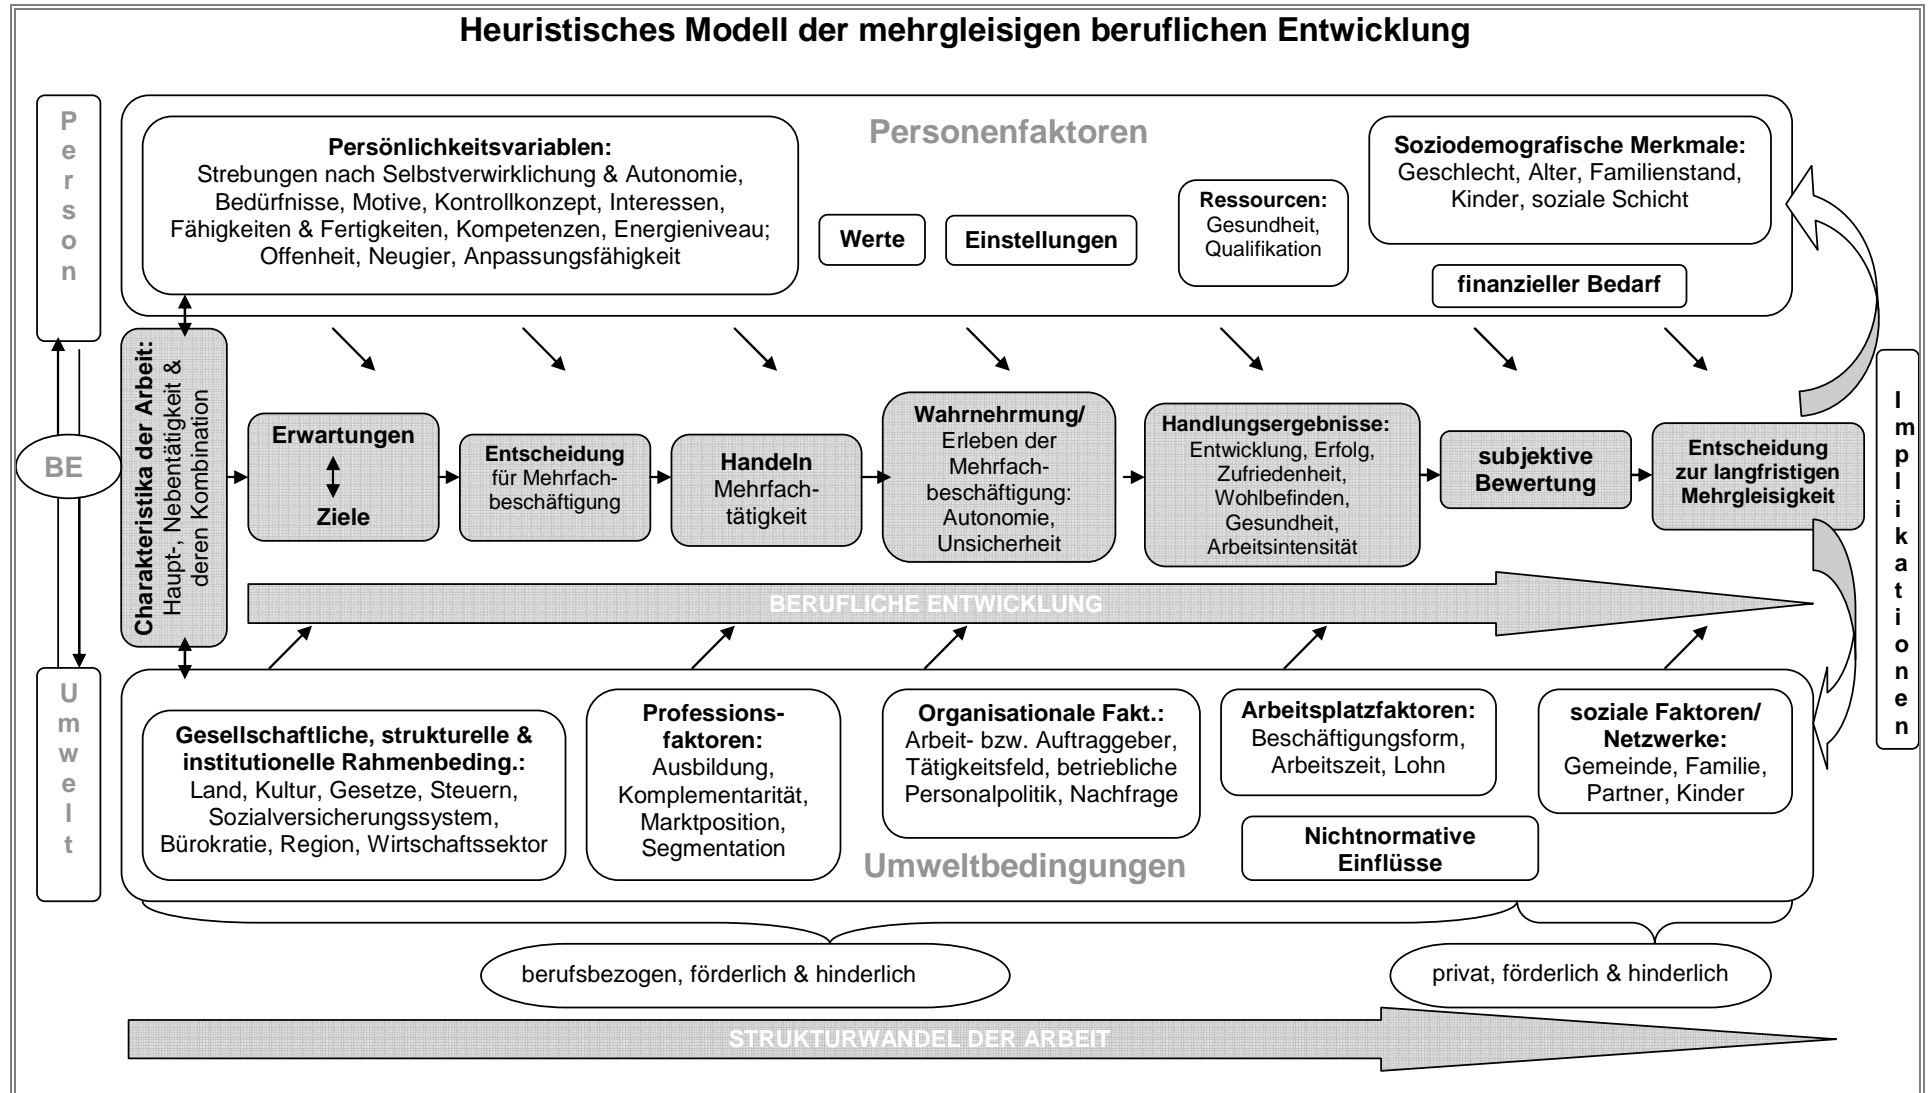 Heuristisches Modell der mehrgleisigen beruflichen Entwicklung
Person
Personenfaktoren
Persönlichkeitsvariablen:
Strebungen nach Selbstverwirklichung & Autonomie,
Bedürfnisse, Motive, Kontrollkonzept, Interessen,
Fähigkeiten & Fertigkeiten, Kompetenzen, Energieniveau;
Offenheit, Neugier, Anpassungsfähigkeit
Werte
Einstellungen
Ressourcen:
Gesundheit,
Qualifikation
Soziodemografische Merkmale:
Geschlecht, Alter, Familienstand,
Kinder, soziale Schicht
finanzieller Bedarf
BE
Charakteristika der Arbeit:
Haupt-, Nebentätigkeit &
deren Kombination
Erwartungen
Ziele
Entscheidung
für Mehrfach-
beschäftigung
Handeln
Mehrfach-
tätigkeit
Wahrnehrmung/
Erleben der
Mehrfach-
beschäftigung:
Autonomie,
Unsicherheit
Handlungsergebnisse:
Entwicklung, Erfolg,
Zufriedenheit,
Wohlbefinden,
Gesundheit,
Arbeitsintensität
subjektive
Bewertung
Entscheidung
zur langfristigen
Mehrgleisigkeit
Implikationen
BERUFLICHE ENTWICKLUNG
Umwelt
Gesellschaftliche, strukturelle &
institutionelle Rahmenbeding.:
Land, Kultur, Gesetze, Steuern,
Sozialversicherungssystem,
Bürokratie, Region, Wirtschaftssektor
Professions-
faktoren:
Ausbildung,
Komplementarität,
Marktposition,
Segmentation
Organisationale Fakt.:
Arbeit- bzw. Auftraggeber,
Tätigkeitsfeld, betriebliche
Personalpolitik, Nachfrage
Arbeitsplatzfaktoren:
Beschäftigungsform,
Arbeitszeit, Lohn
soziale Faktoren/
Netzwerke:
Gemeinde, Familie,
Partner, Kinder
Nichtnormative
Einflüsse
Umweltbedingungen
berufsbezogen, förderlich & hinderlich
privat, förderlich & hinderlich
STRUKTURWANDEL DER ARBEIT